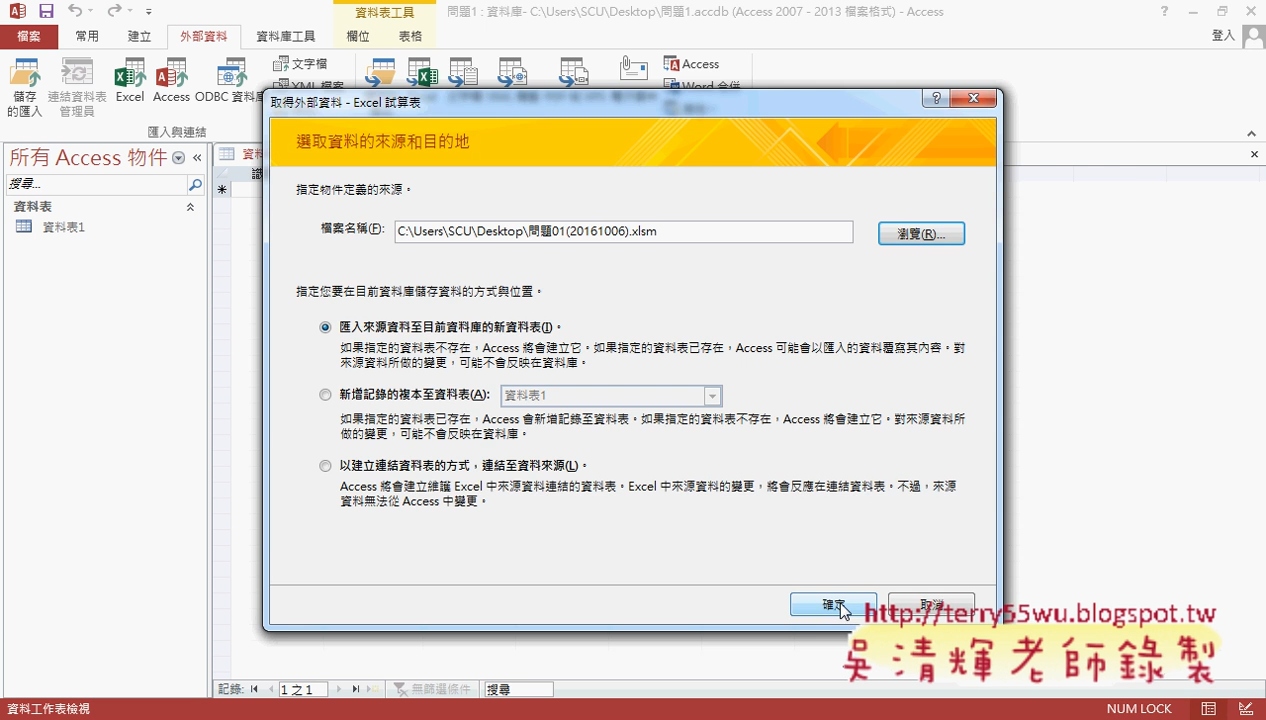 資料表工具
問題1 : 資料庫- C:\Users\SCU\Desktop\問題1.accdb (Access 2007 - 2013 檔案格式) - Access
檔案 常用 建立 外部資料 資料庫工具 欄位 表格 登入
儲存的匯入
連結資料表管理員
Excel Access ODBC 資料庫
文字檔
XML 檔案
Access
Word 合併
匯入與連結
所有 Access 物件
搜尋...
資料表
資料表1
取得外部資料 - Excel 試算表
選取資料的來源和目的地
指定物件定義的來源。
檔案名稱(F): C:\Users\SCU\Desktop\問題01(20161006).xlsm 瀏覽(R)...
指定您要在目前資料庫儲存資料的方式與位置。
匯入來源資料至目前資料庫的新資料表(I)。
如果指定的資料表不存在，Access 將會建立它。如果指定的資料表已存在，Access 可能會以匯入的資料覆寫其內容。對
來源資料所做的變更，可能不會反映在資料庫。
新增記錄的複本至資料表(A): 資料表1
如果指定的資料表已存在，Access 會新增記錄至資料表。如果指定的資料表不存在，Access 將會建立它。對來源資料所
做的變更，可能不會反映在資料庫。
以建立連結資料表的方式，連結至資料來源(L)。
Access 將會建立維護 Excel 中來源資料連結的資料表。Excel 中來源資料的變更，將會反應在連結資料表。不過，來源
資料無法從 Access 中變更。
確定 取消
http://terry55wu.blogspot.tw
吳清輝老師錄製
記錄: 1 之 1 無篩選條件 搜尋
資料工作表檢視 NUM LOCK